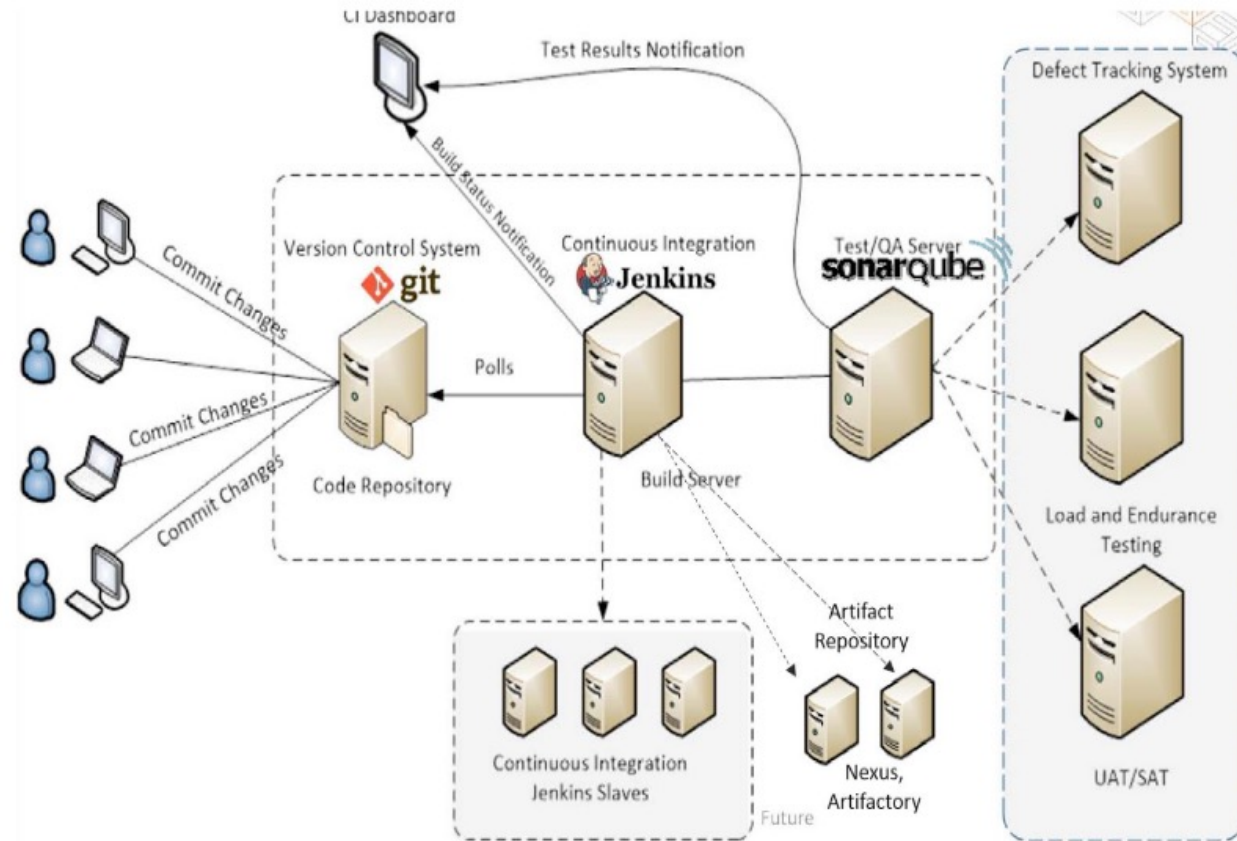 CI Dashboard
Test Results Notification
Defect Tracking System
Build Status Notification
Version Control System
git
Continuous Integration
Jenkins
Test/QA Server
sonarqube
Commit Changes
Polls
Commit Changes
Commit Changes
Code Repository
Build Server
Load and Endurance
Testing
Artifact
Repository
Continuous Integration
Jenkins Slaves
Nexus,
Artifactory
UAT/SAT
Future